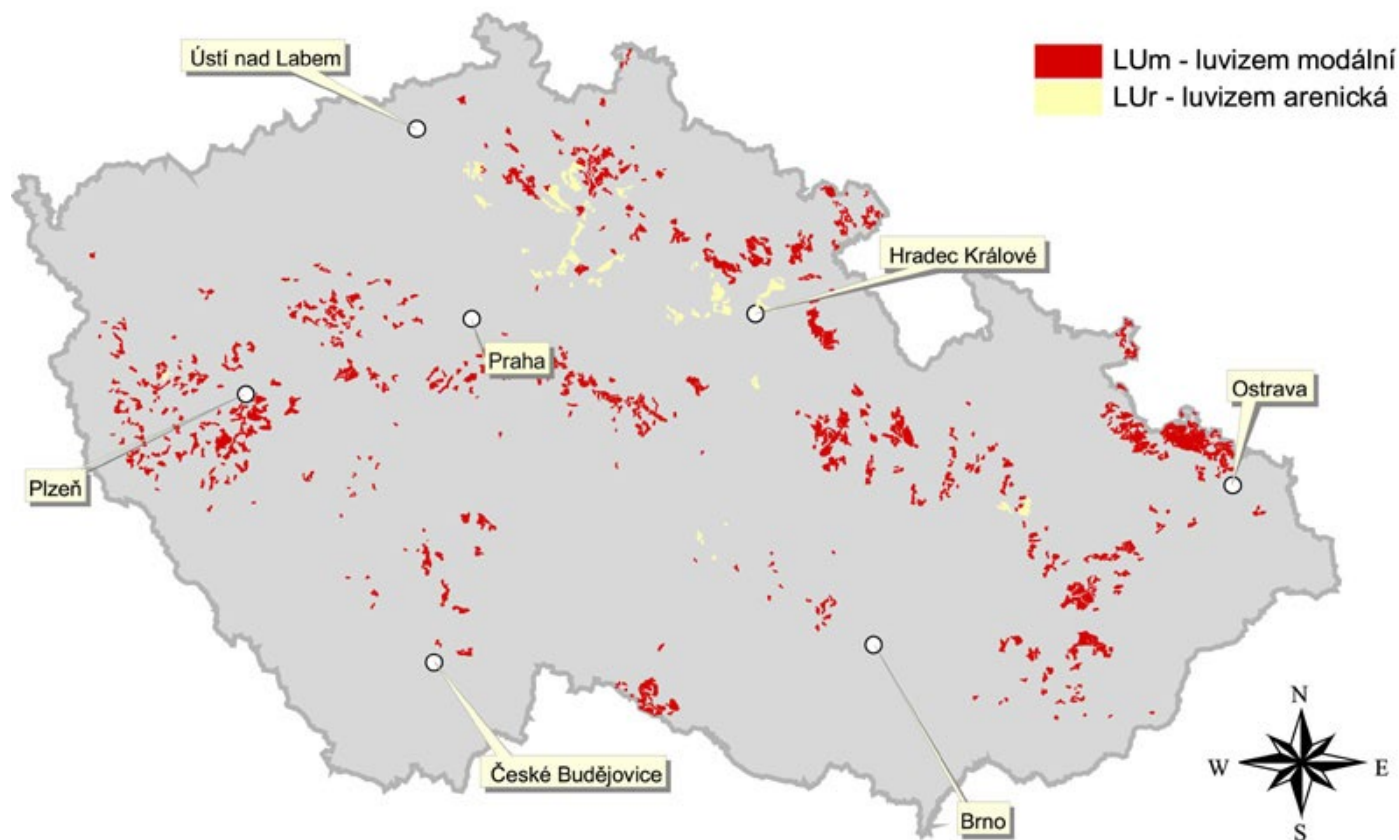 Ústí nad Labem
LUm - luvizem modální
LUr - luvizem arenická
Hradec Králové
Praha
Ostrava
Plzeň
České Budějovice
Brno
N
W
E
S